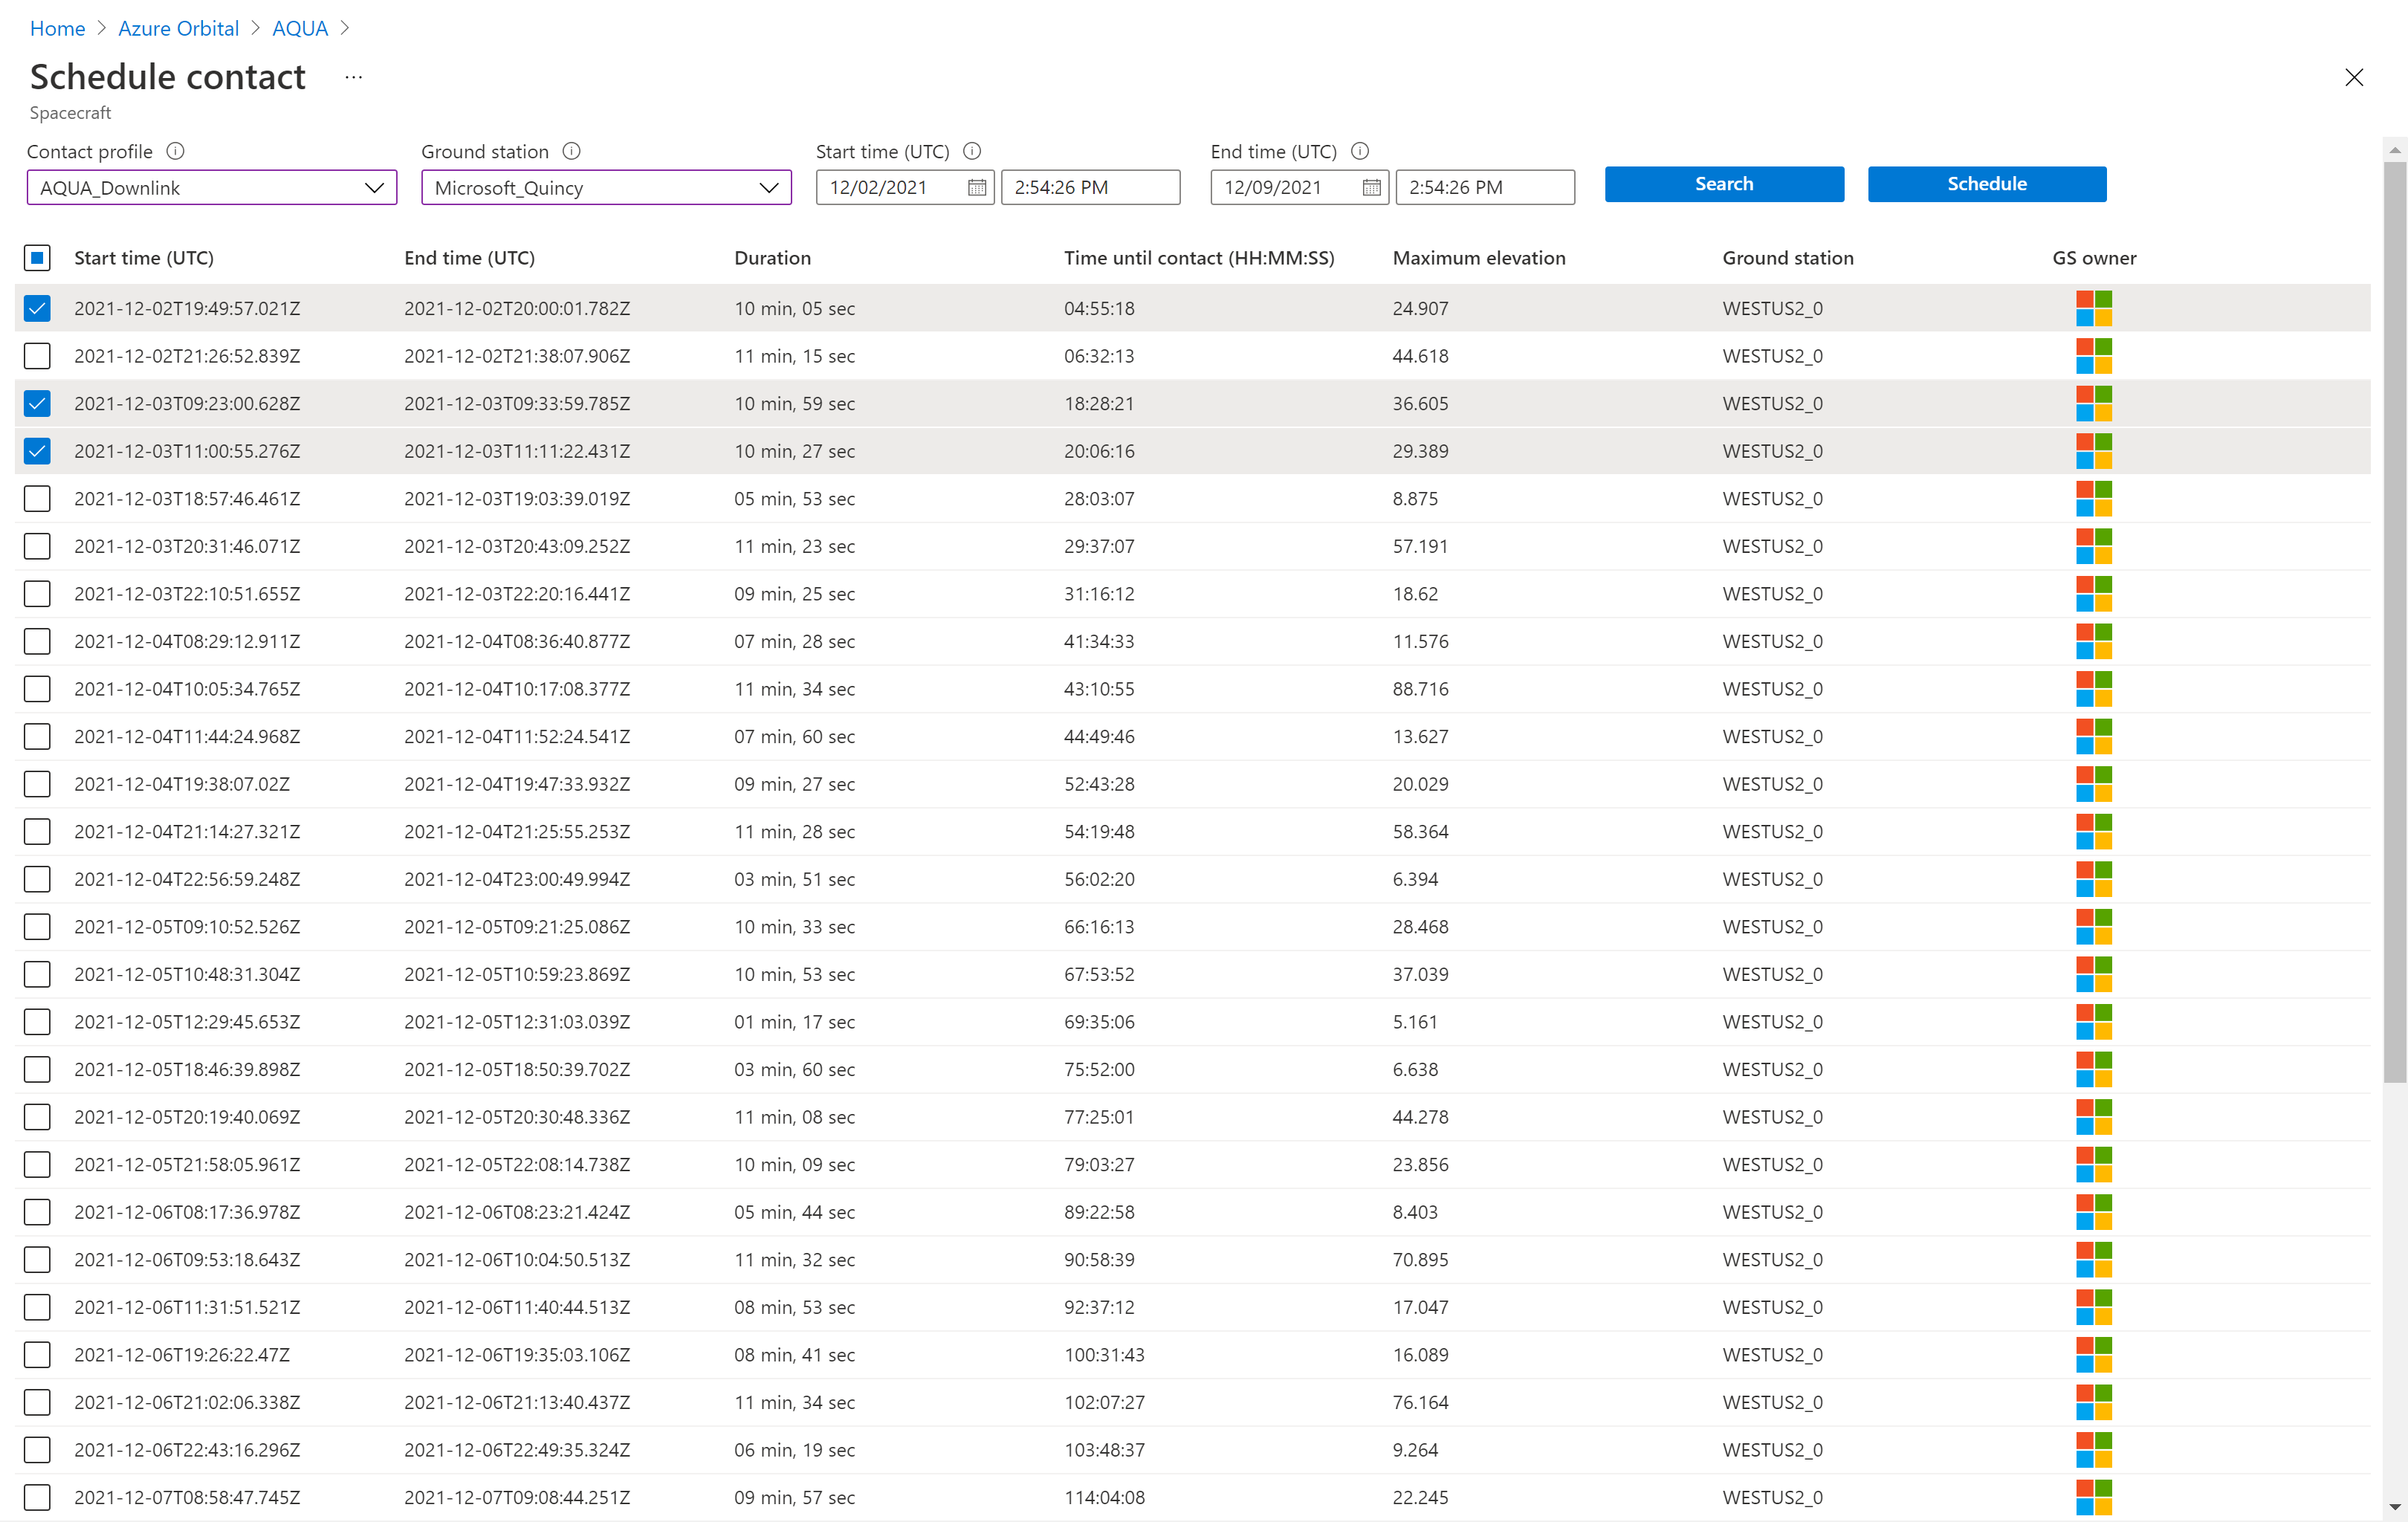 Home > Azure Orbital > AQUA >
Schedule contact ...
Spacecraft
Contact profile Ground station Start time (UTC) End time (UTC)
AQUA_Downlink Microsoft_Quincy 12/02/2021 2:54:26 PM 12/09/2021 2:54:26 PM Search Schedule
Start time (UTC) End time (UTC) Duration Time until contact (HH:MM:SS) Maximum elevation Ground station GS owner
2021-12-02T19:49:57.021Z 2021-12-02T20:00:01.782Z 10 min, 05 sec 04:55:18 24.907 WESTUS2_0
2021-12-02T21:26:52.839Z 2021-12-02T21:38:07.906Z 11 min, 15 sec 06:32:13 44.618 WESTUS2_0
2021-12-03T09:23:00.628Z 2021-12-03T09:33:59.785Z 10 min, 59 sec 18:28:21 36.605 WESTUS2_0
2021-12-03T11:00:55.276Z 2021-12-03T11:11:22.431Z 10 min, 27 sec 20:06:16 29.389 WESTUS2_0
2021-12-03T18:57:46.461Z 2021-12-03T19:03:39.019Z 05 min, 53 sec 28:03:07 8.875 WESTUS2_0
2021-12-03T20:31:46.071Z 2021-12-03T20:43:09.252Z 11 min, 23 sec 29:37:07 57.191 WESTUS2_0
2021-12-03T22:10:51.655Z 2021-12-03T22:20:16.441Z 09 min, 25 sec 31:16:12 18.62 WESTUS2_0
2021-12-04T08:29:12.911Z 2021-12-04T08:36:40.877Z 07 min, 28 sec 41:34:33 11.576 WESTUS2_0
2021-12-04T10:05:34.765Z 2021-12-04T10:17:08.377Z 11 min, 34 sec 43:10:55 88.716 WESTUS2_0
2021-12-04T11:44:24.968Z 2021-12-04T11:52:24.541Z 07 min, 60 sec 44:49:46 13.627 WESTUS2_0
2021-12-04T19:38:07.02Z 2021-12-04T19:47:33.932Z 09 min, 27 sec 52:43:28 20.029 WESTUS2_0
2021-12-04T21:14:27.321Z 2021-12-04T21:25:55.253Z 11 min, 28 sec 54:19:48 58.364 WESTUS2_0
2021-12-04T22:56:59.248Z 2021-12-04T23:00:49.994Z 03 min, 51 sec 56:02:20 6.394 WESTUS2_0
2021-12-05T09:10:52.526Z 2021-12-05T09:21:25.086Z 10 min, 33 sec 66:16:13 28.468 WESTUS2_0
2021-12-05T10:48:31.304Z 2021-12-05T10:59:23.869Z 10 min, 53 sec 67:53:52 37.039 WESTUS2_0
2021-12-05T12:29:45.653Z 2021-12-05T12:31:03.039Z 01 min, 17 sec 69:35:06 5.161 WESTUS2_0
2021-12-05T18:46:39.898Z 2021-12-05T18:50:39.702Z 03 min, 60 sec 75:52:00 6.638 WESTUS2_0
2021-12-05T20:19:40.069Z 2021-12-05T20:30:48.336Z 11 min, 08 sec 77:25:01 44.278 WESTUS2_0
2021-12-05T21:58:05.961Z 2021-12-05T22:08:14.738Z 10 min, 09 sec 79:03:27 23.856 WESTUS2_0
2021-12-06T08:17:36.978Z 2021-12-06T08:23:21.424Z 05 min, 44 sec 89:22:58 8.403 WESTUS2_0
2021-12-06T09:53:18.643Z 2021-12-06T10:04:50.513Z 11 min, 32 sec 90:58:39 70.895 WESTUS2_0
2021-12-06T11:31:51.521Z 2021-12-06T11:40:44.513Z 08 min, 53 sec 92:37:12 17.047 WESTUS2_0
2021-12-06T19:26:22.47Z 2021-12-06T19:35:03.106Z 08 min, 41 sec 100:31:43 16.089 WESTUS2_0
2021-12-06T21:02:06.338Z 2021-12-06T21:13:40.437Z 11 min, 34 sec 102:07:27 76.164 WESTUS2_0
2021-12-06T22:43:16.296Z 2021-12-06T22:49:35.324Z 06 min, 19 sec 103:48:37 9.264 WESTUS2_0
2021-12-07T08:58:47.745Z 2021-12-07T09:08:44.251Z 09 min, 57 sec 114:04:08 22.245 WESTUS2_0